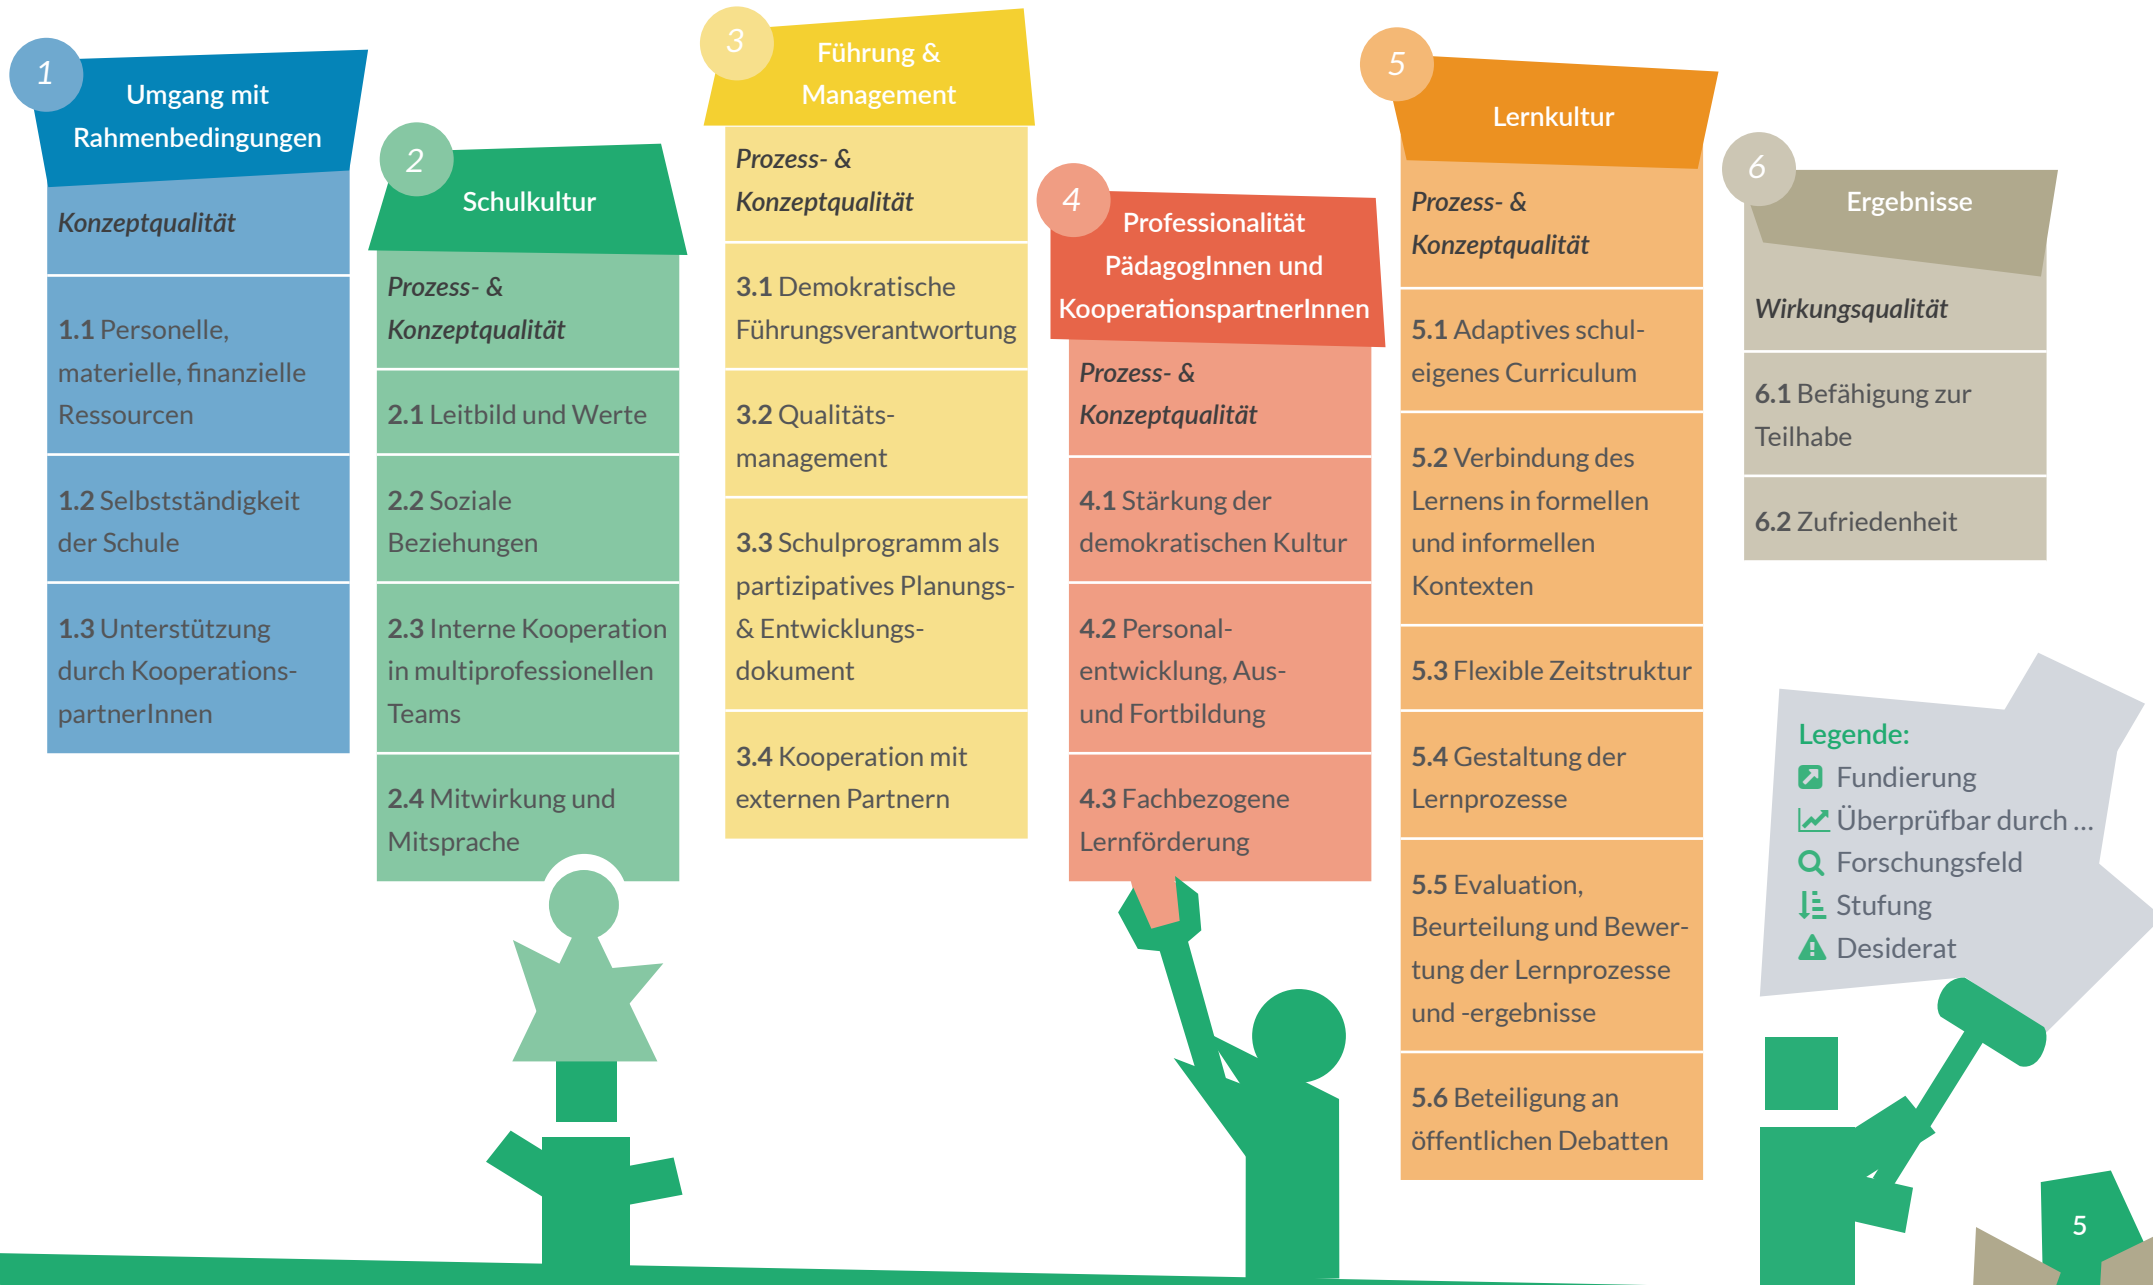 1
Umgang mit
Rahmenbedingungen
Konzeptqualität
1.1 Personelle,
materielle, finanzielle
Ressourcen
1.2 Selbstständigkeit
der Schule
1.3 Unterstützung
durch Kooperations-
partnerInnen
2
Schulkultur
Prozess- &
Konzeptqualität
2.1 Leitbild und Werte
2.2 Soziale
Beziehungen
2.3 Interne Kooperation
in multiprofessionellen
Teams
2.4 Mitwirkung und
Mitsprache
3
Führung &
Management
Prozess- &
Konzeptqualität
3.1 Demokratische
Führungsverantwortung
3.2 Qualitäts-
management
3.3 Schulprogramm als
partizipatives Planungs-
& Entwicklungs-
dokument
3.4 Kooperation mit
externen Partnern
4
Professionalität
PädagogInnen und
KooperationspartnerInnen
Prozess- &
Konzeptqualität
4.1 Stärkung der
demokratischen Kultur
4.2 Personal-
entwicklung, Aus-
und Fortbildung
4.3 Fachbezogene
Lernförderung
5
Lernkultur
Prozess- &
Konzeptqualität
5.1 Adaptives schul-
eigenes Curriculum
5.2 Verbindung des
Lernens in formellen
und informellen
Kontexten
5.3 Flexible Zeitstruktur
5.4 Gestaltung der
Lernprozesse
5.5 Evaluation,
Beurteilung und Bewer-
tung der Lernprozesse
und -ergebnisse
5.6 Beteiligung an
öffentlichen Debatten
6
Ergebnisse
Wirkungsqualität
6.1 Befähigung zur
Teilhabe
6.2 Zufriedenheit
Legende:
Fundierung
Überprüfbar durch ...
Forschungsfeld
Stufung
Desiderat
5